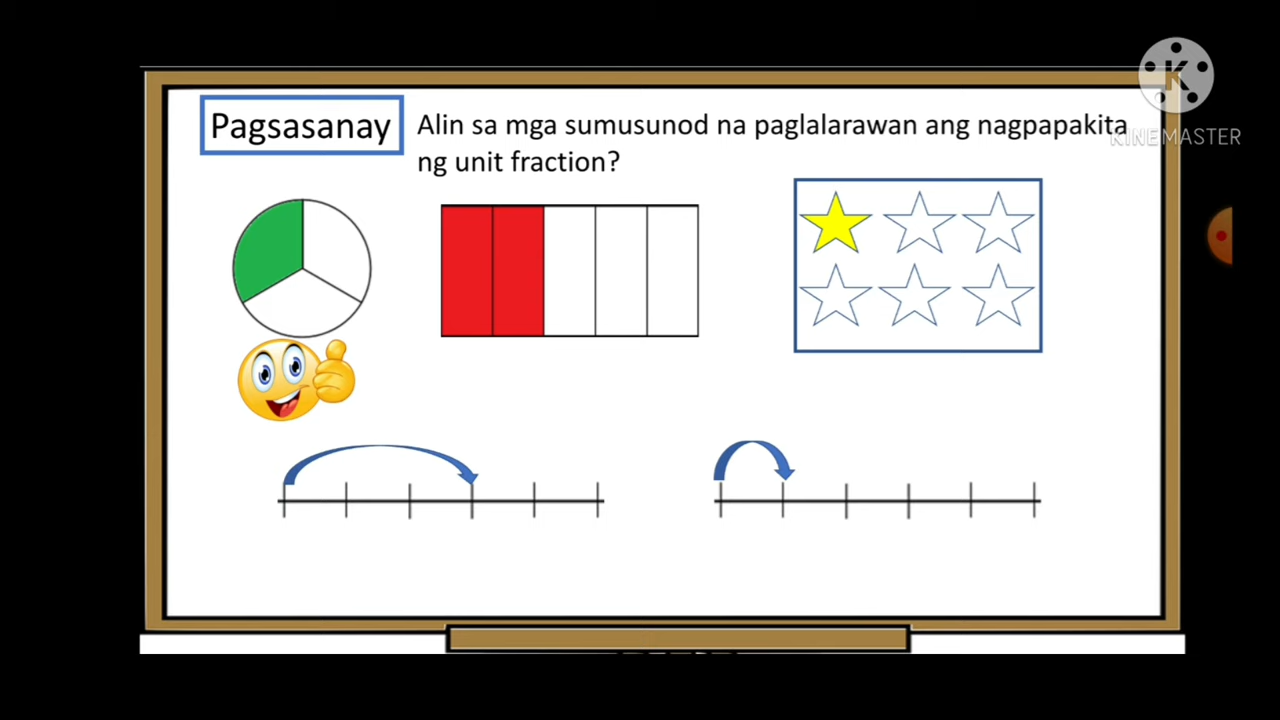 Pagsasanay
Alin sa mga sumusunod na paglalarawan ang nagpapakita
ng unit fraction?
K
KINEMASTER